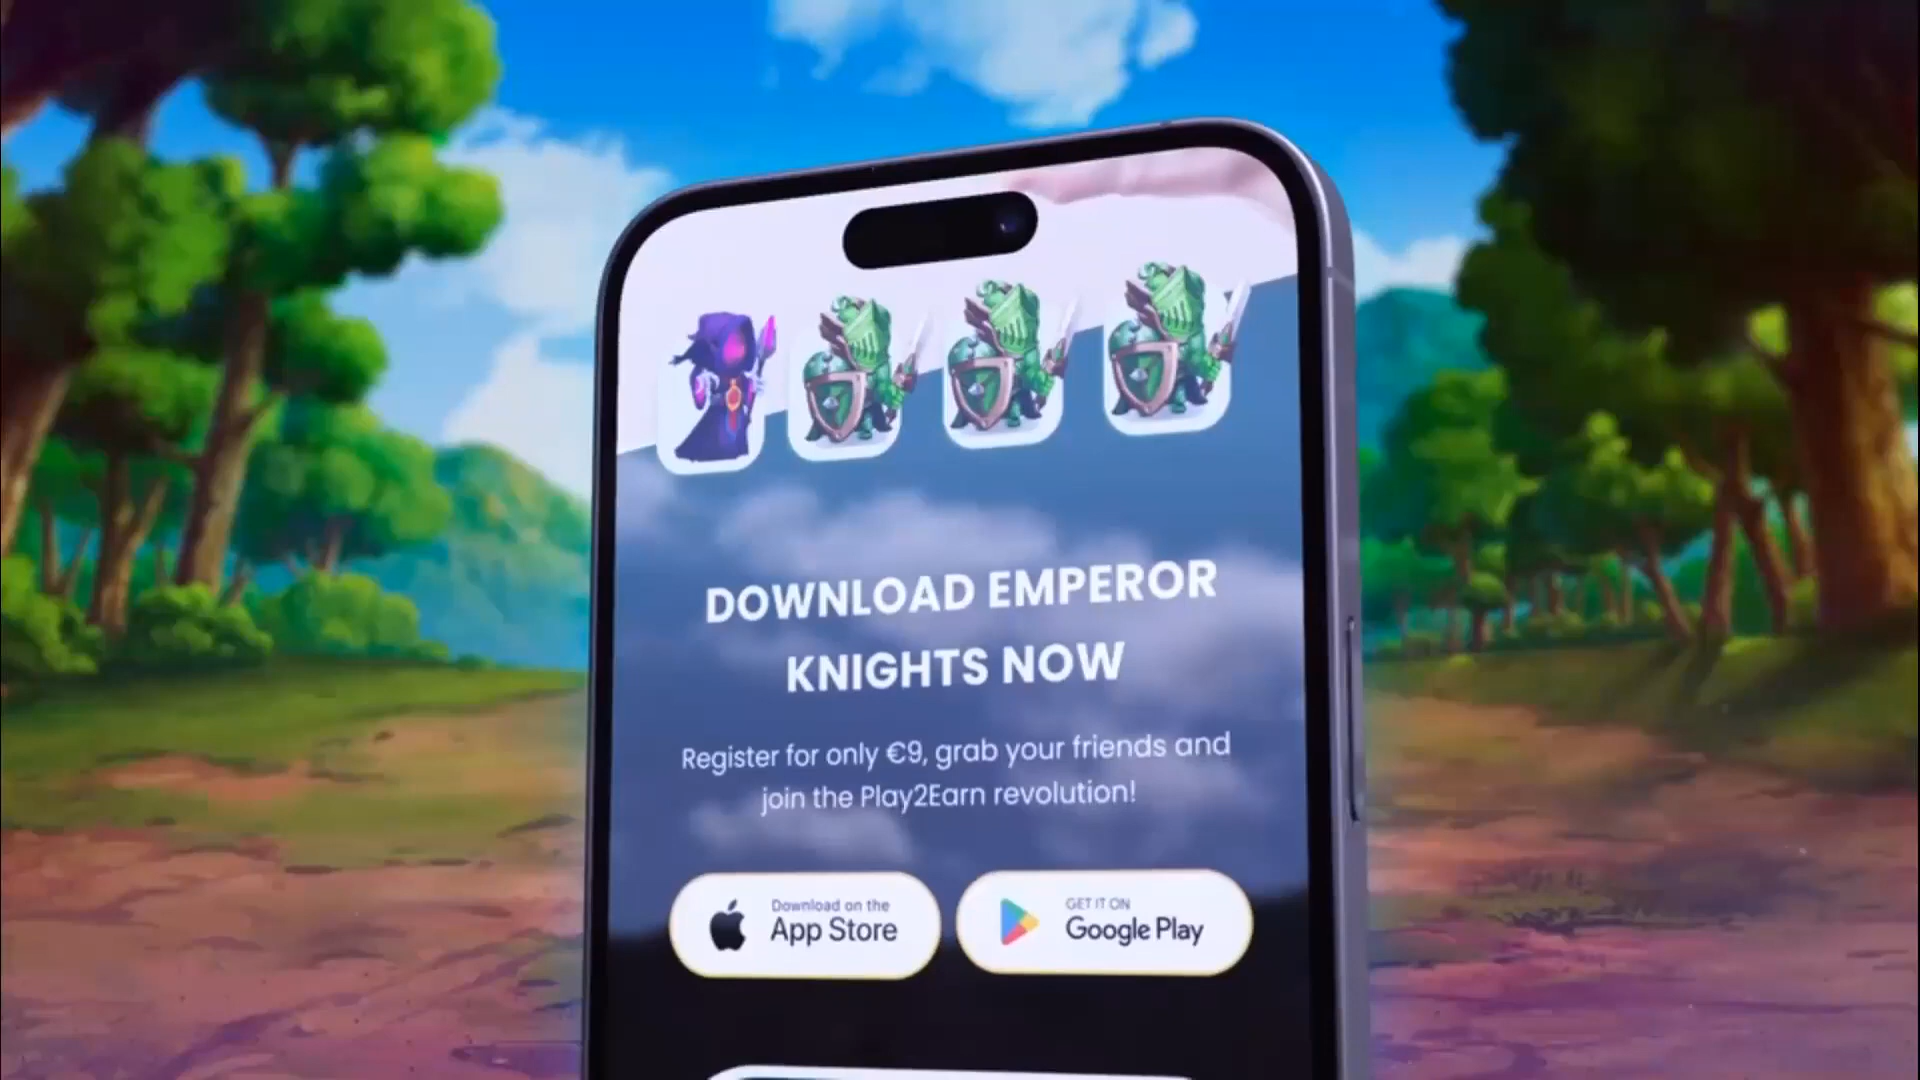 DOWNLOAD EMPEROR
KNIGHTS NOW
Register for only €9, grab your friends and
join the Play2Earn revolution!
Download on the
App Store
GET IT ON
Google Play